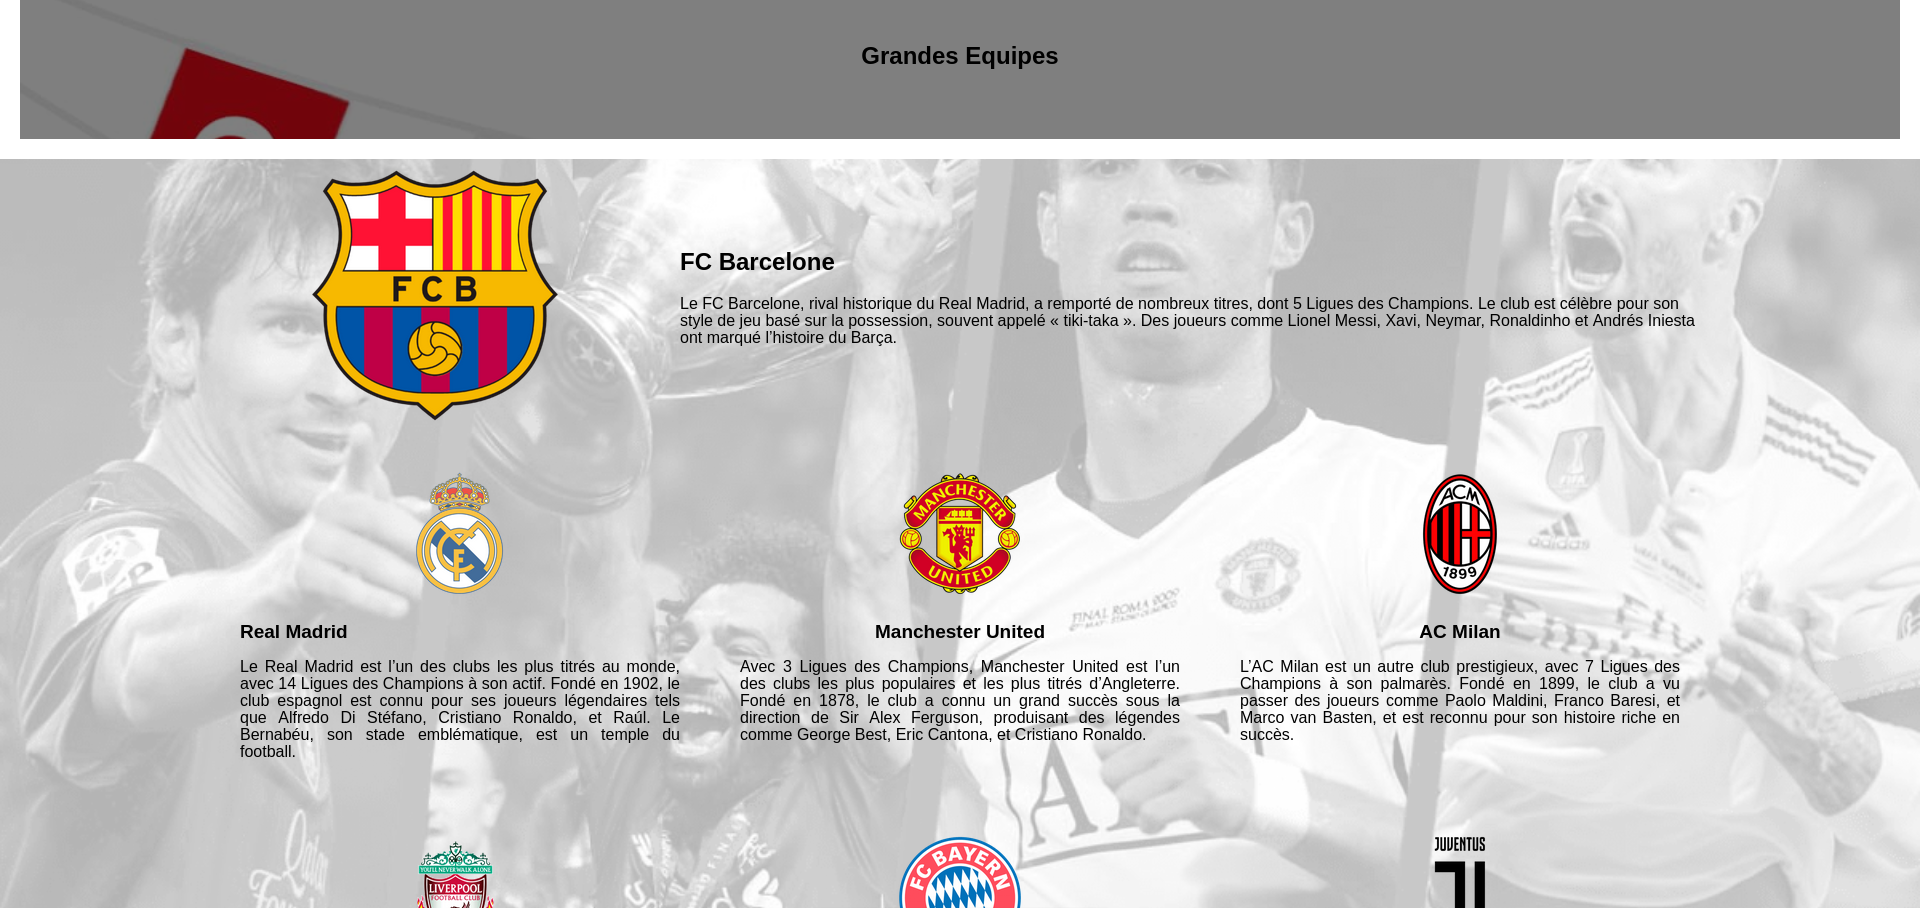 Grandes Equipes
FCB
FC Barcelone
Le FC Barcelone, rival historique du Real Madrid, a remporté de nombreux titres, dont 5 Ligues des Champions. Le club est célèbre pour son
style de jeu basé sur la possession, souvent appelé « tiki-taka ». Des joueurs comme Lionel Messi, Xavi, Neymar, Ronaldinho et Andrés Iniesta
ont marqué l’histoire du Barça.
MANCHESTER
UNITED
ACM
1899
adidas
FINAL ROMA 2009
Real Madrid
Le Real Madrid est l’un des clubs les plus titrés au monde,
avec 14 Ligues des Champions à son actif. Fondé en 1902, le
club espagnol est connu pour ses joueurs légendaires tels
que Alfredo Di Stéfano, Cristiano Ronaldo, et Raúl. Le
Bernabéu, son stade emblématique, est un temple du
football.
Manchester United
Avec 3 Ligues des Champions, Manchester United est l’un
des clubs les plus populaires et les plus titrés d’Angleterre.
Fondé en 1878, le club a connu un grand succès sous la
direction de Sir Alex Ferguson, produisant des légendes
comme George Best, Eric Cantona, et Cristiano Ronaldo.
AC Milan
L’AC Milan est un autre club prestigieux, avec 7 Ligues des
Champions à son palmarès. Fondé en 1899, le club a vu
passer des joueurs comme Paolo Maldini, Franco Baresi, et
Marco van Basten, et est reconnu pour son histoire riche en
succès.
YOU'LL NEVER WALK ALONE
LIVERPOOL
FOOTBALL CLUB
FC BAYERN
JUVENTUS